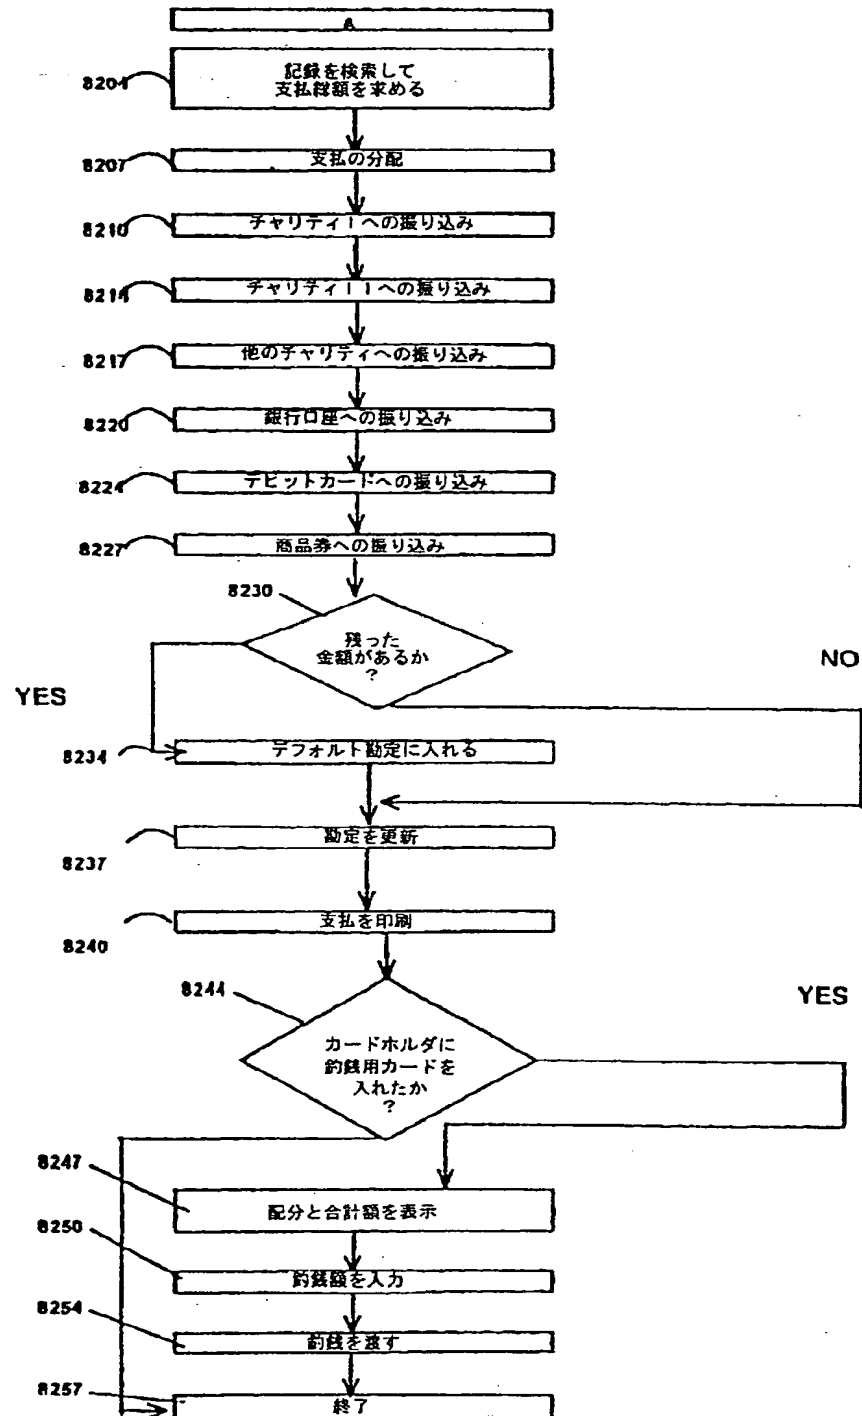 A
8204
記録を検索して
支払総額を求める
8207
支払の分配
8210
チャリティIへの振り込み
8214
チャリティIIへの振り込み
8217
他のチャリティへの振り込み
8220
銀行口座への振り込み
8224
デビットカードへの振り込み
8227
商品券への振り込み
8230
残った
金額があるか
?
NO
YES
8234
デフォルト勘定に入れる
8237
勘定を更新
8240
支払を印刷
8244
YES
カードホルダに
釣銭用カードを
入れたか
?
8247
配分と合計額を表示
8250
釣銭額を入力
8254
釣銭を渡す
8257
終了